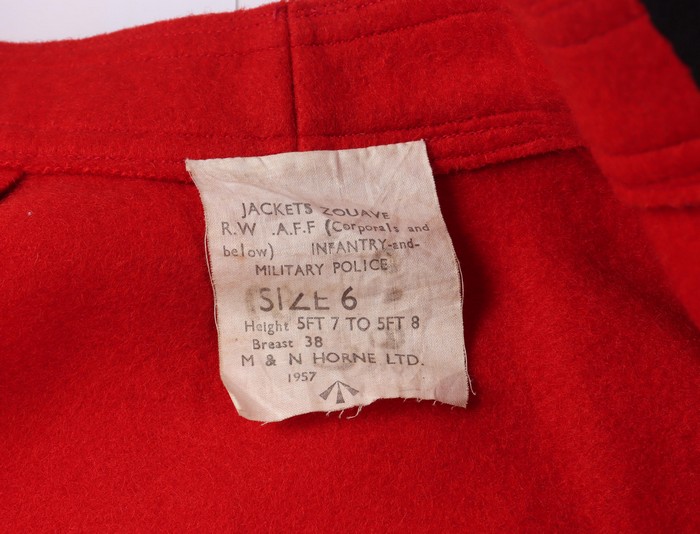 JACKETS ZOUAVE
R.W .A.F.F (Corporals and
below) INFANTRY-and-
MILITARY POLICE
SIZE 6
Height 5FT 7 TO 5FT 8
Breast 38
M & N HORNE LTD.
1957